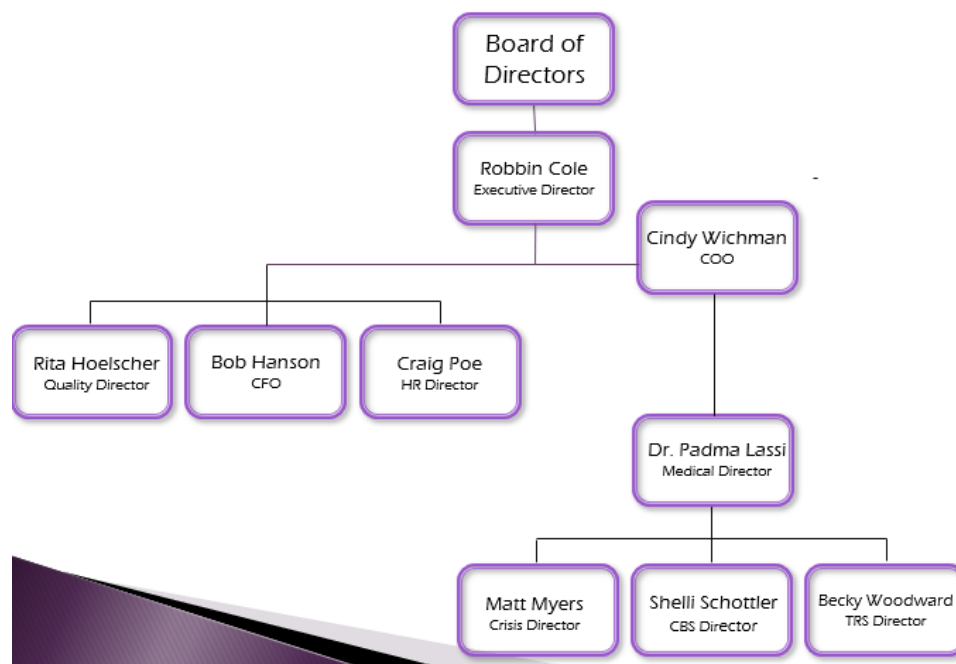 Board of
Directors
Robbin Cole
Executive Director
-
Cindy Wichman
COO
Rita Hoelscher
Quality Director
Bob Hanson
CFO
Craig Poe
HR Director
Dr. Padma Lassi
Medical Director
Matt Myers
Crisis Director
Shelli Schottler
CBS Director
Becky Woodward
TRS Director